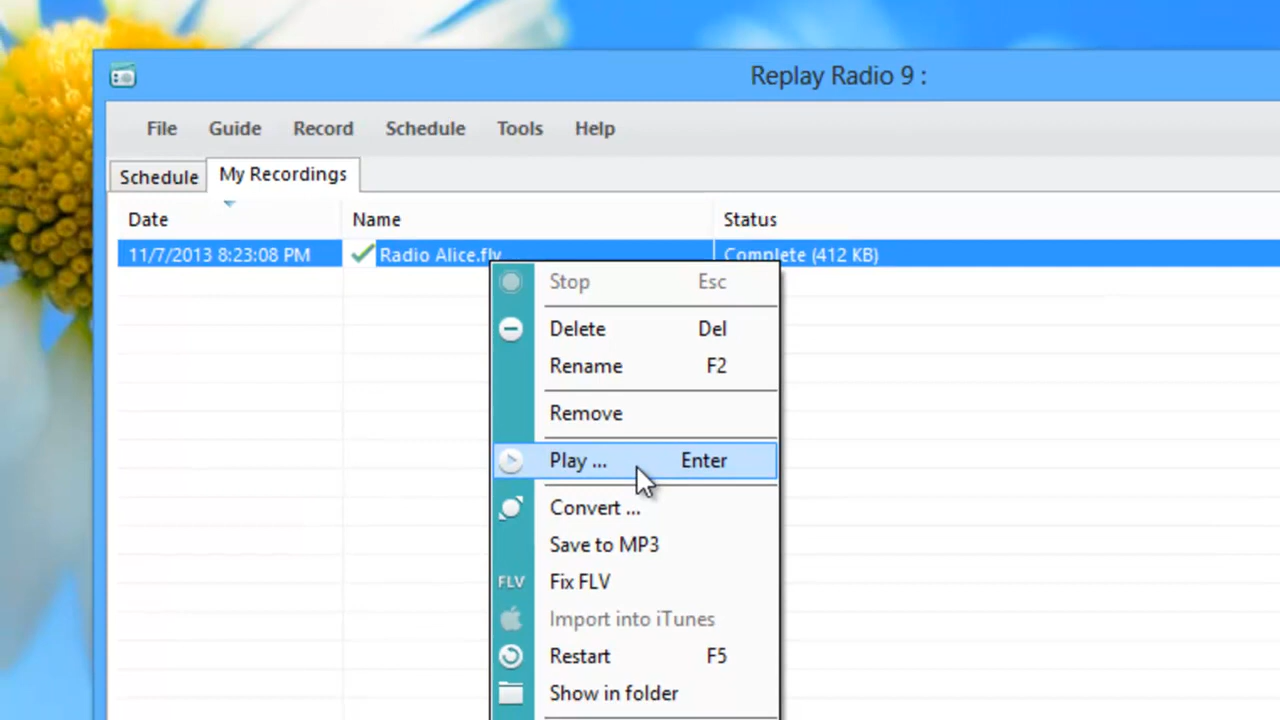 Replay Radio 9 :
File Guide Record Schedule Tools Help
Schedule My Recordings
Date Name Status
11/7/2013 8:23:08 PM Radio Alice.flv Complete (412 KB)
Stop Esc
Delete Del
Rename F2
Remove
Play ... Enter
Convert ...
Save to MP3
FLV Fix FLV
Import into iTunes
Restart F5
Show in folder